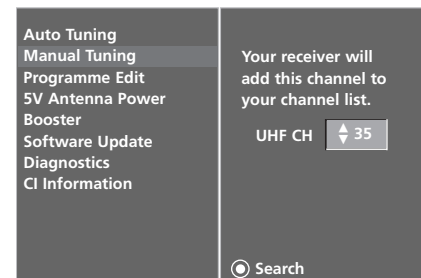 Auto Tuning
Manual Tuning
Programme Edit
5V Antenna Power
Booster
Software Update
Diagnostics
CI Information
Your receiver will
add this channel to
your channel list.
UHF CH 35
Search